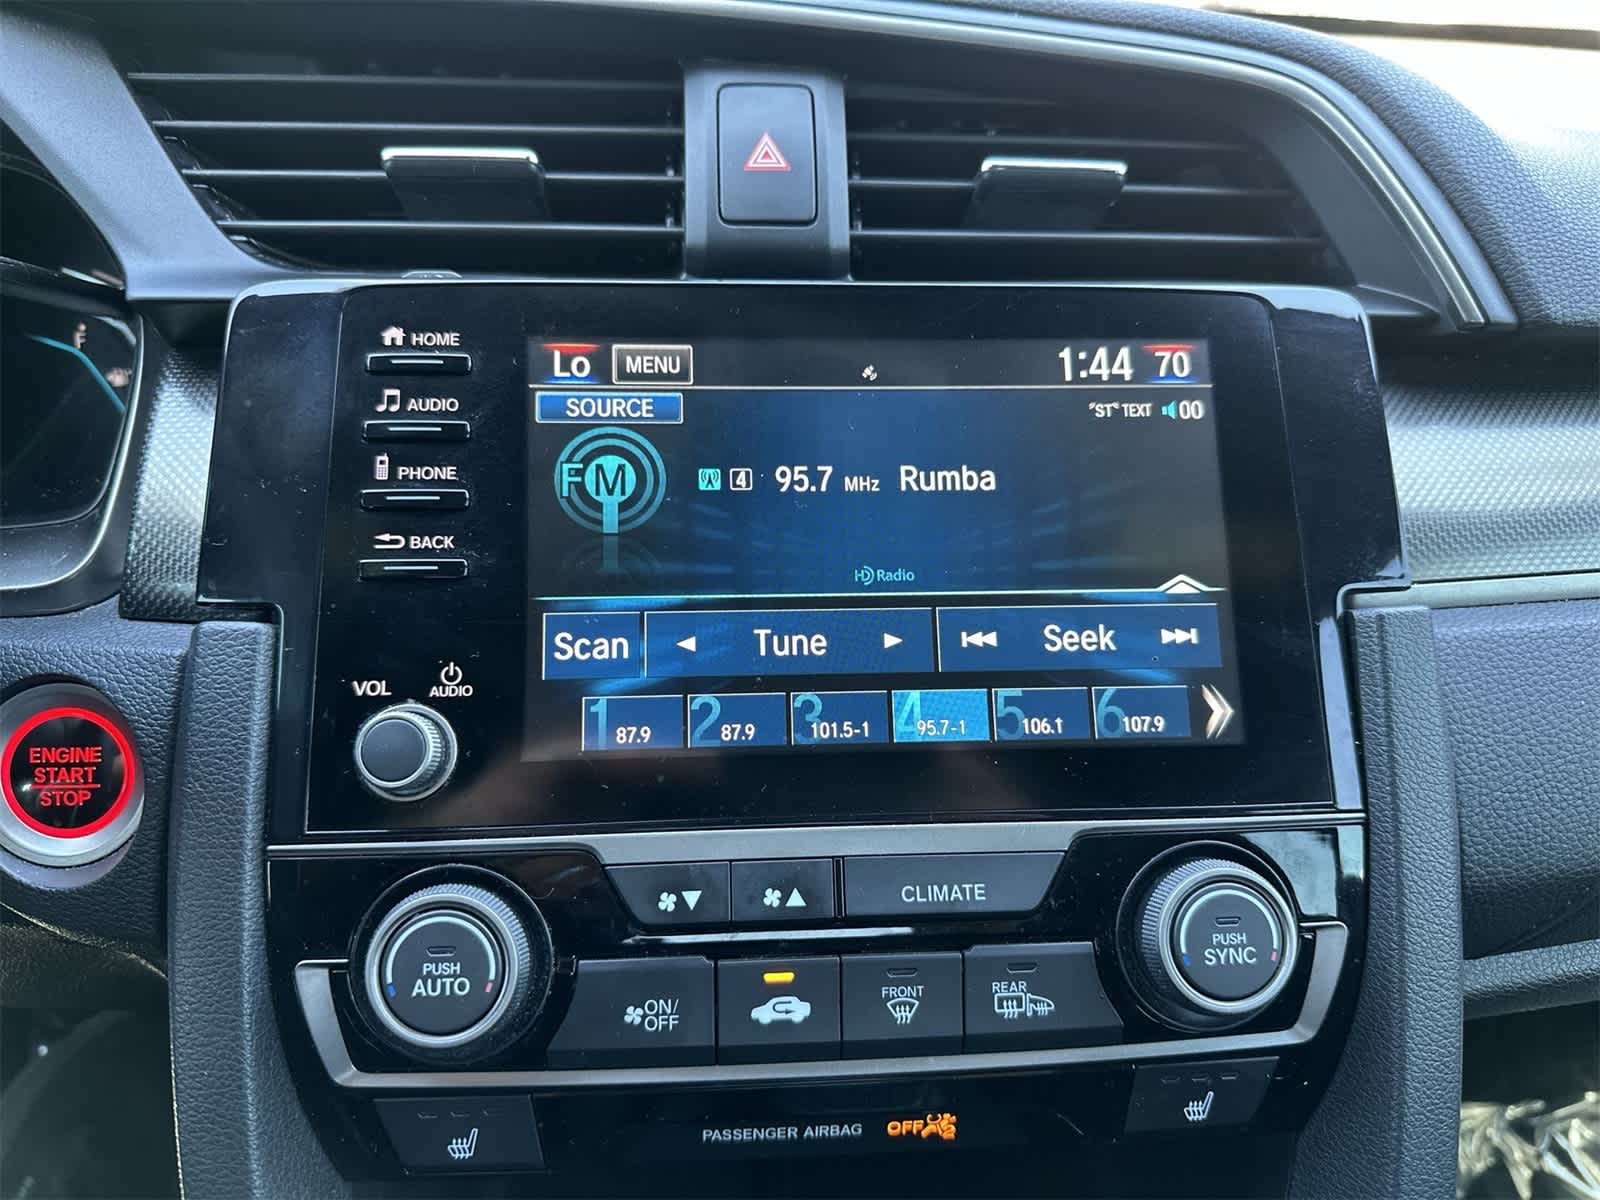 HOME
AUDIO
PHONE
BACK
VOL
AUDIO
Lo MENU 1:44 70
SOURCE "ST" TEXT 00
FM 4 95.7 MHz Rumba
HD Radio
Scan Tune Seek
1 87.9 2 87.9 3 101.5-1 4 95.7-1 5 106.1 6 107.9
ENGINE
START
STOP
CLIMATE
PUSH
AUTO
ON/
OFF
FRONT
REAR
PUSH
SYNC
PASSENGER AIRBAG OFF 2
F